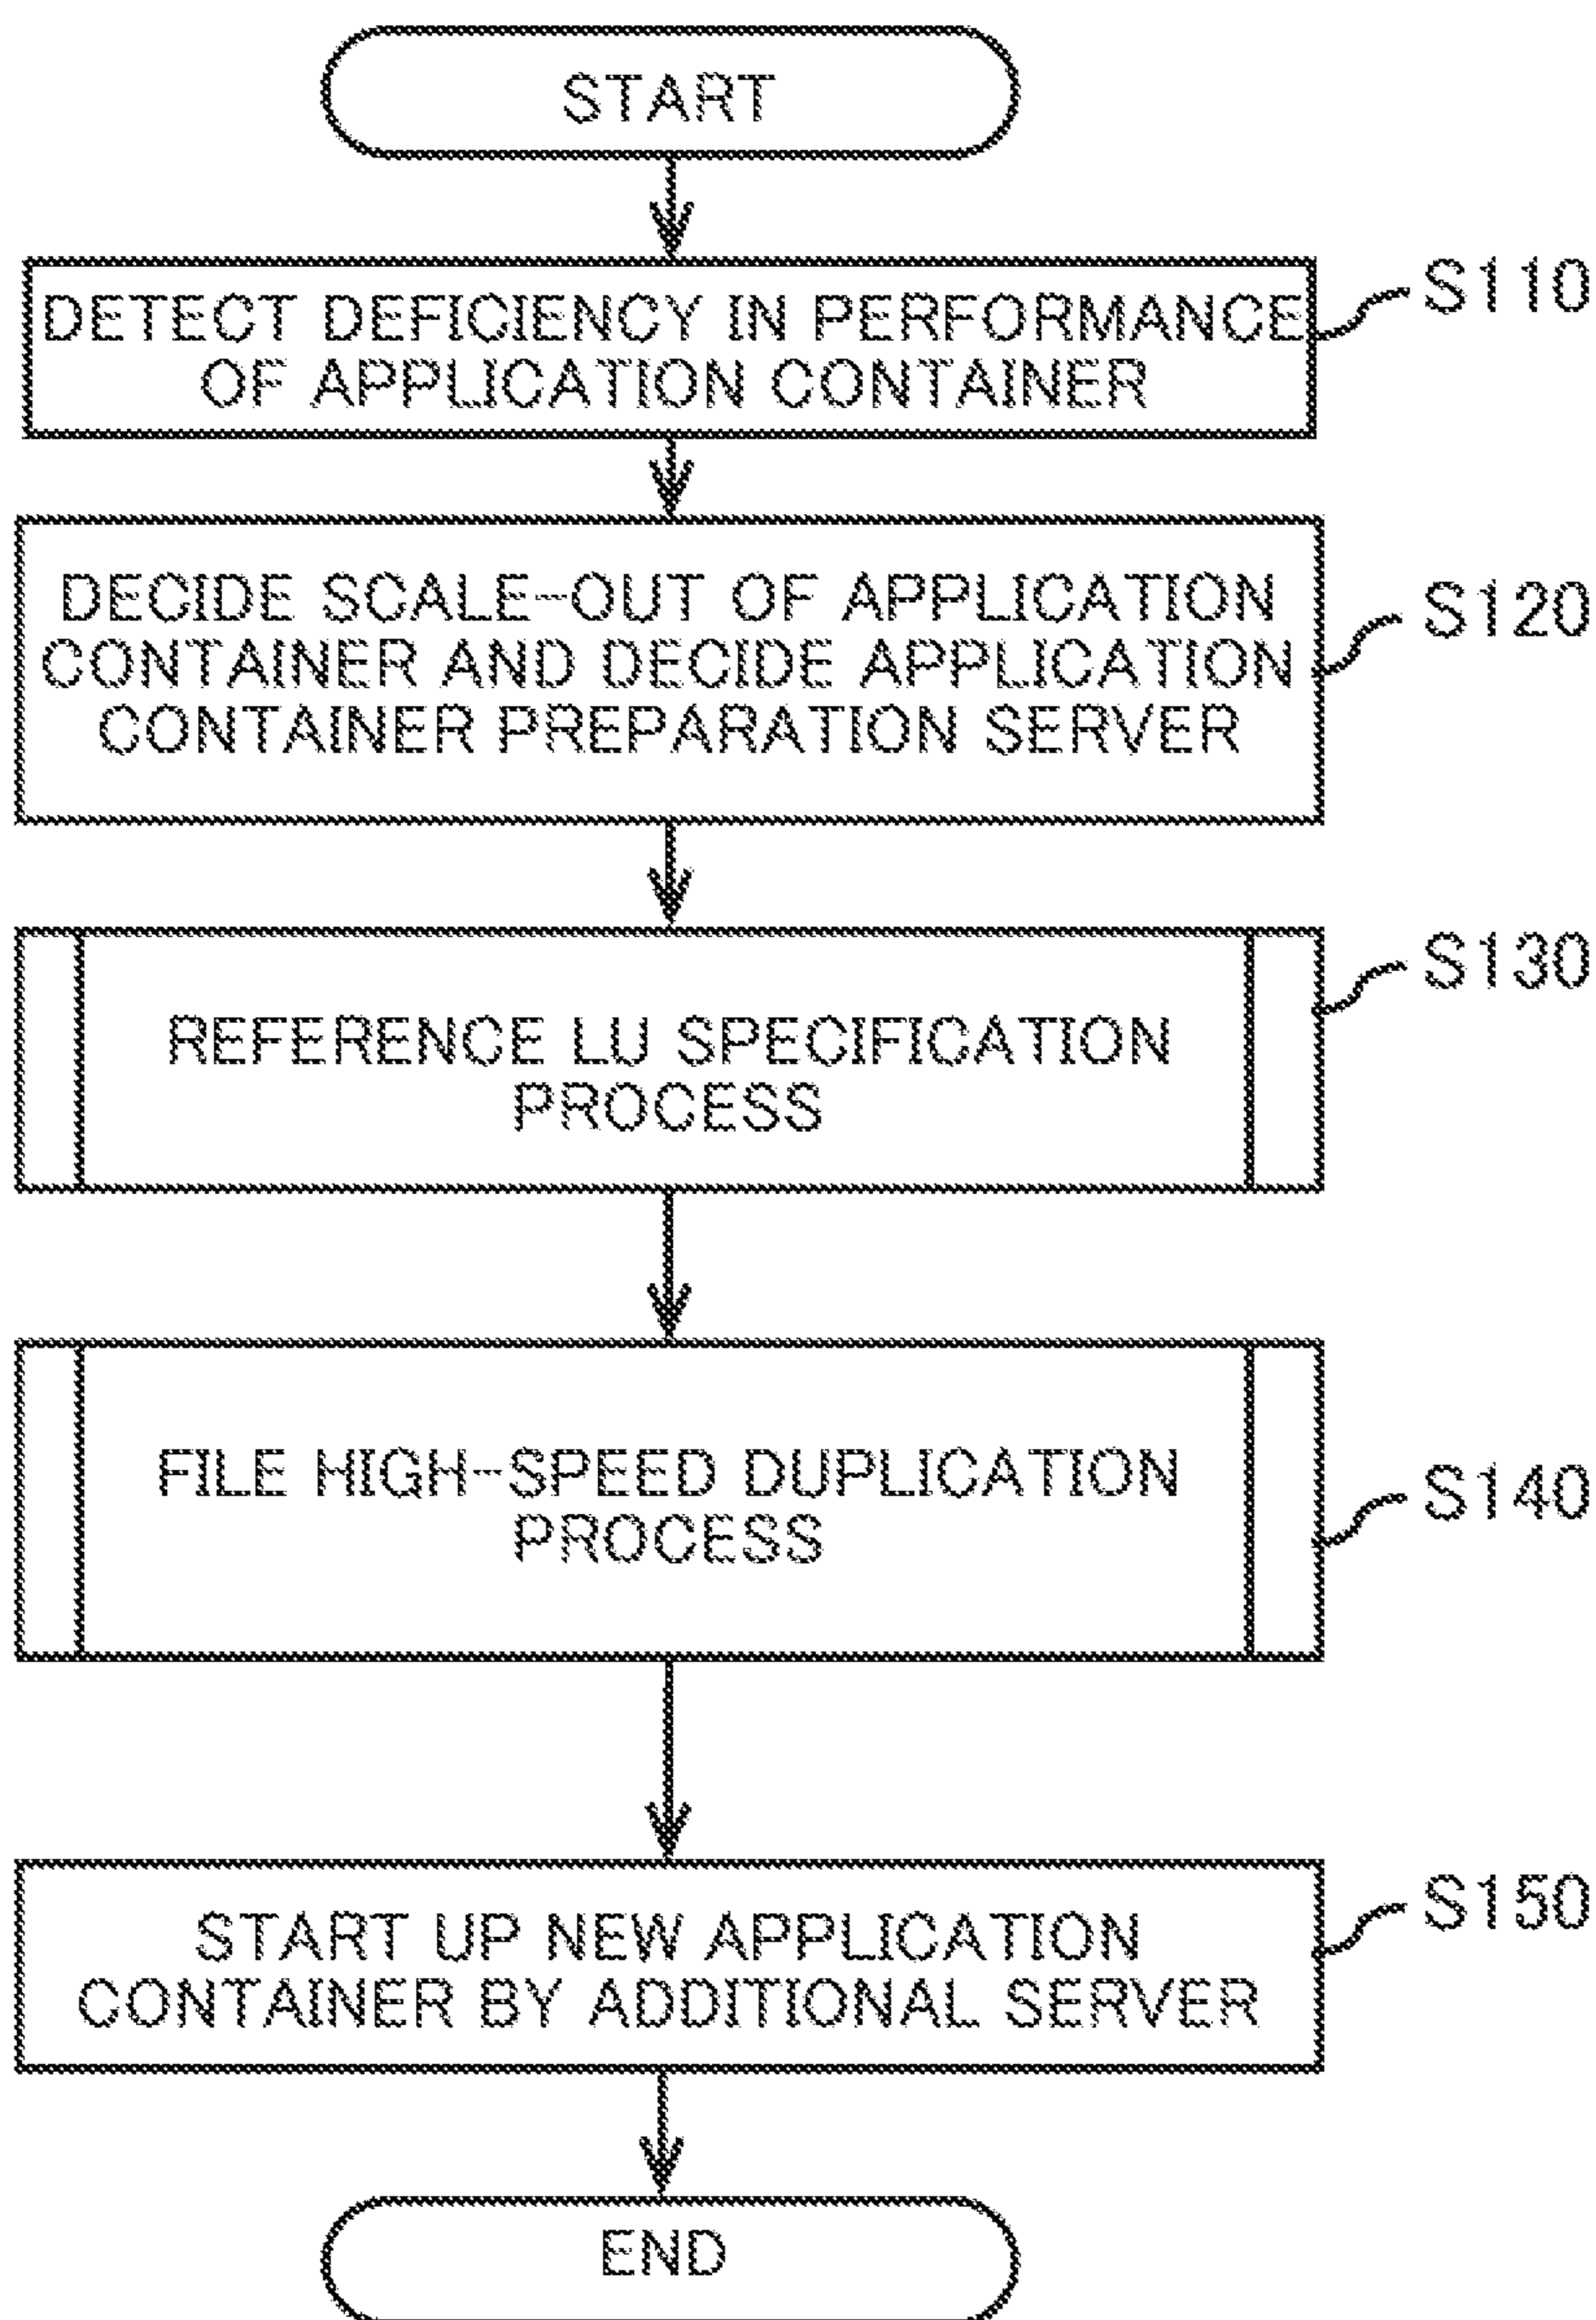 START
DETECT DEFICIENCY IN PERFORMANCE
OF APPLICATION CONTAINER
S110
DECIDE SCALE-OUT OF APPLICATION
CONTAINER AND DECIDE APPLICATION
CONTAINER PREPARATION SERVER
S120
REFERENCE LU SPECIFICATION
PROCESS
S130
FILE HIGH-SPEED DUPLICATION
PROCESS
S140
START UP NEW APPLICATION
CONTAINER BY ADDITIONAL SERVER
S150
END